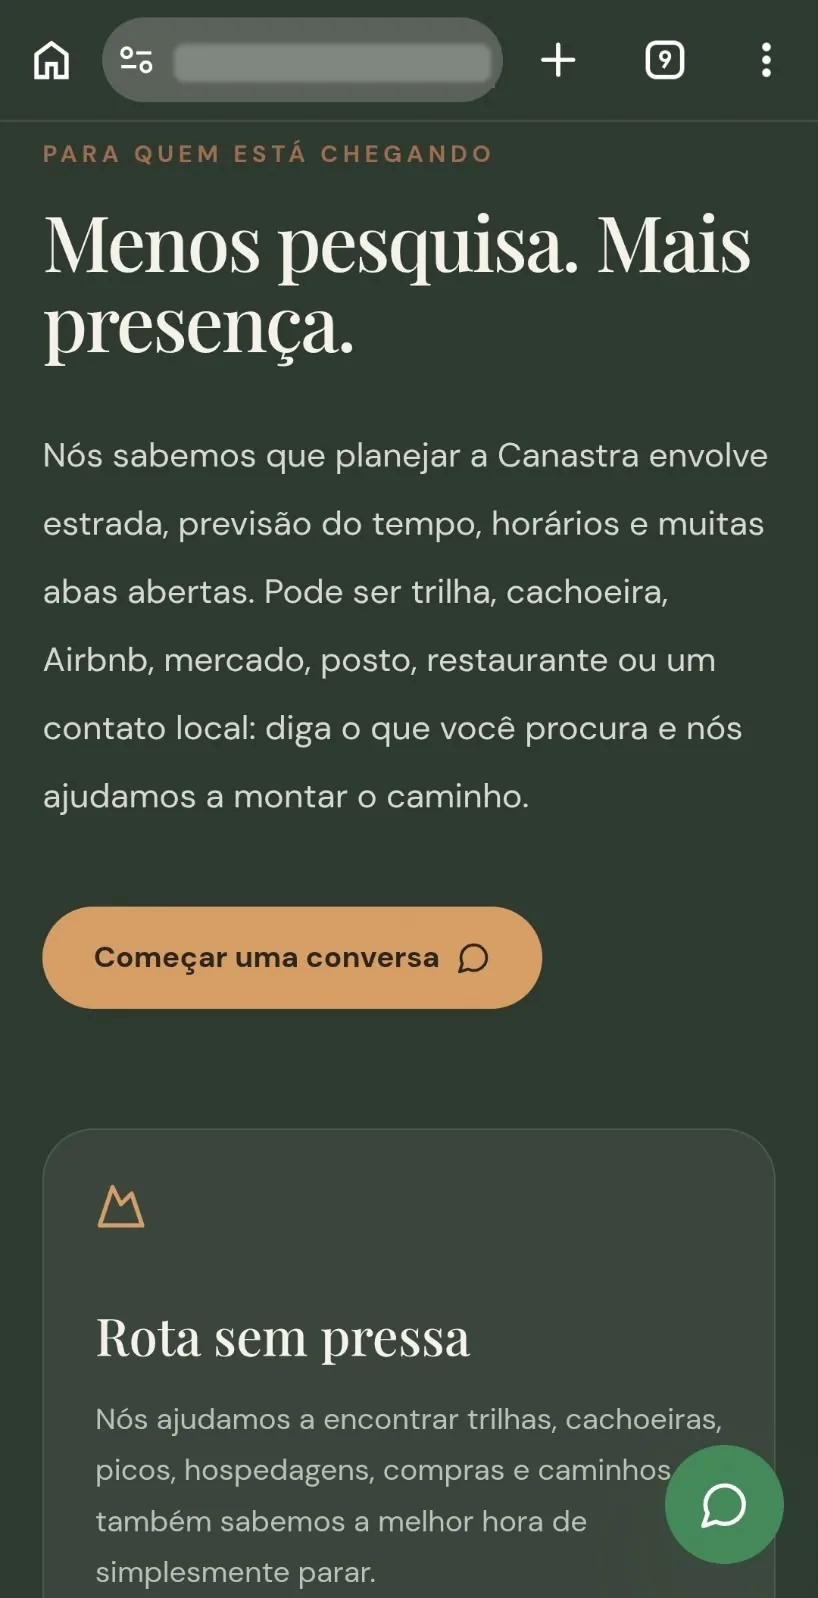 9
PARA QUEM ESTÁ CHEGANDO
Menos pesquisa. Mais
presença.
Nós sabemos que planejar a Canastra envolve
estrada, previsão do tempo, horários e muitas
abas abertas. Pode ser trilha, cachoeira,
Airbnb, mercado, posto, restaurante ou um
contato local: diga o que você procura e nós
ajudamos a montar o caminho.
Começar uma conversa
Rota sem pressa
Nós ajudamos a encontrar trilhas, cachoeiras,
picos, hospedagens, compras e caminhos
também sabemos a melhor hora de
simplesmente parar.